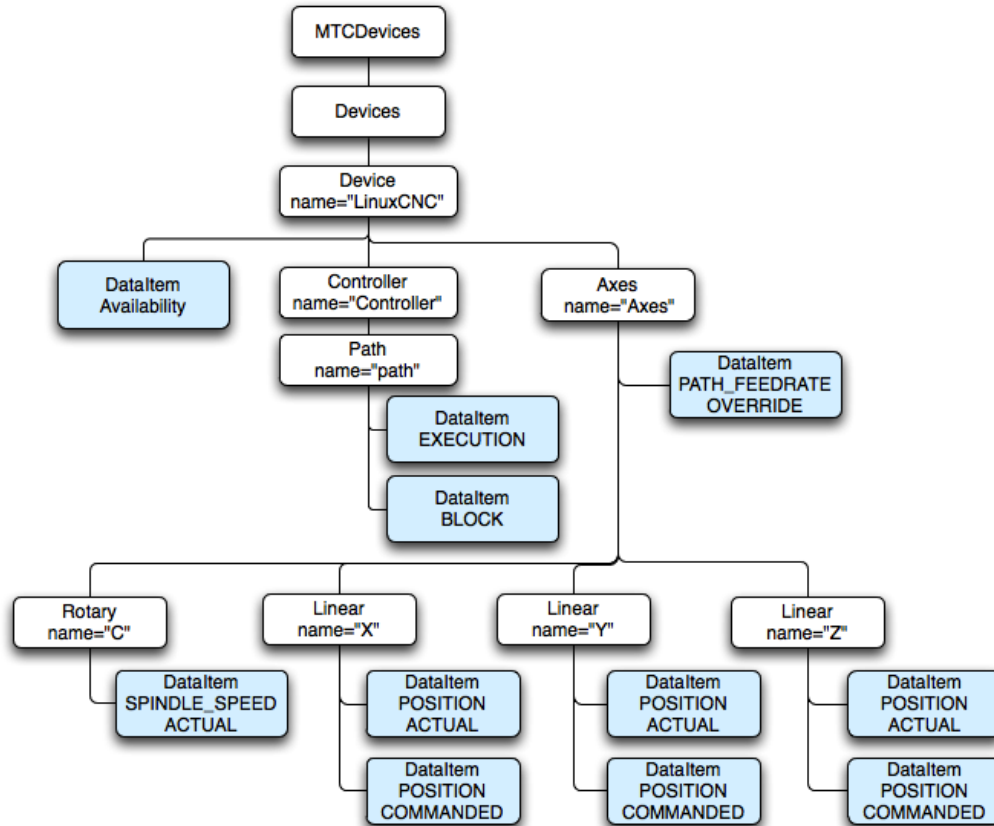 MTCDevices
Devices
Device
name="LinuxCNC"
DataItem
Availability
Controller
name="Controller"
Axes
name="Axes"
Path
name="path"
DataItem
PATH_FEEDRATE
OVERRIDE
DataItem
EXECUTION
DataItem
BLOCK
Rotary
name="C"
Linear
name="X"
Linear
name="Y"
Linear
name="Z"
DataItem
SPINDLE_SPEED
ACTUAL
DataItem
POSITION
ACTUAL
DataItem
POSITION
ACTUAL
DataItem
POSITION
ACTUAL
DataItem
POSITION
COMMANDED
DataItem
POSITION
COMMANDED
DataItem
POSITION
COMMANDED